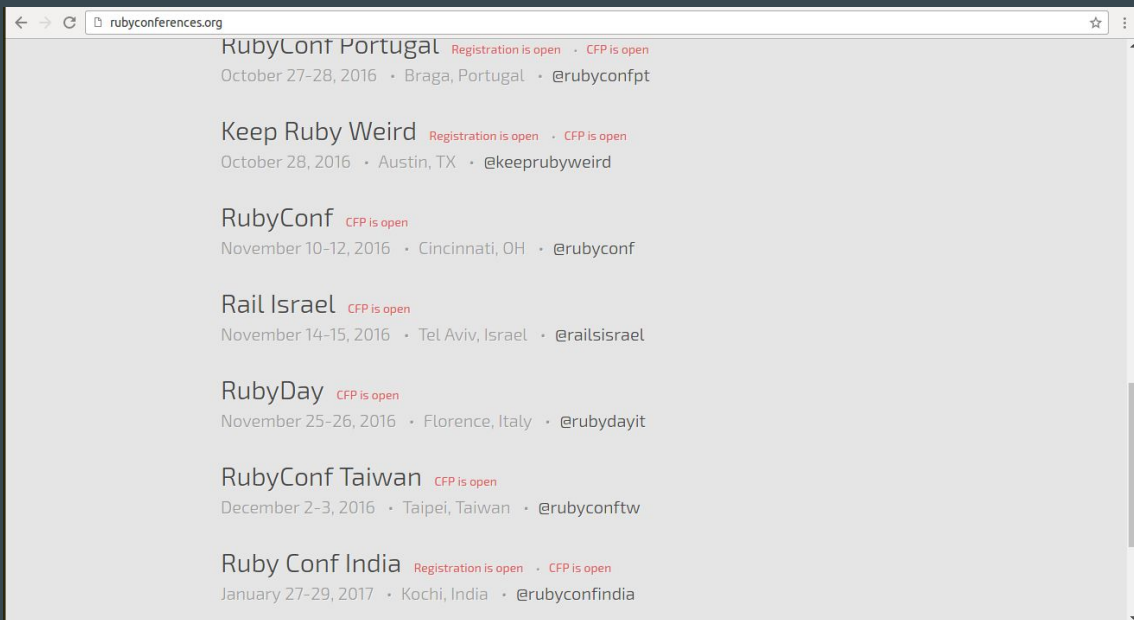 rubyconferences.org
RubyConf Portugal Registration is open • CFP is open
October 27-28, 2016 • Braga, Portugal • @rubyconfpt
Keep Ruby Weird Registration is open • CFP is open
October 28, 2016 • Austin, TX • @keeprubyweird
RubyConf CFP is open
November 10-12, 2016 • Cincinnati, OH • @rubyconf
Rail Israel CFP is open
November 14-15, 2016 • Tel Aviv, Israel • @railsisrael
RubyDay CFP is open
November 25-26, 2016 • Florence, Italy • @rubydayit
RubyConf Taiwan CFP is open
December 2-3, 2016 • Taipei, Taiwan • @rubyconftw
Ruby Conf India Registration is open • CFP is open
January 27-29, 2017 • Kochi, India • @rubyconfindia